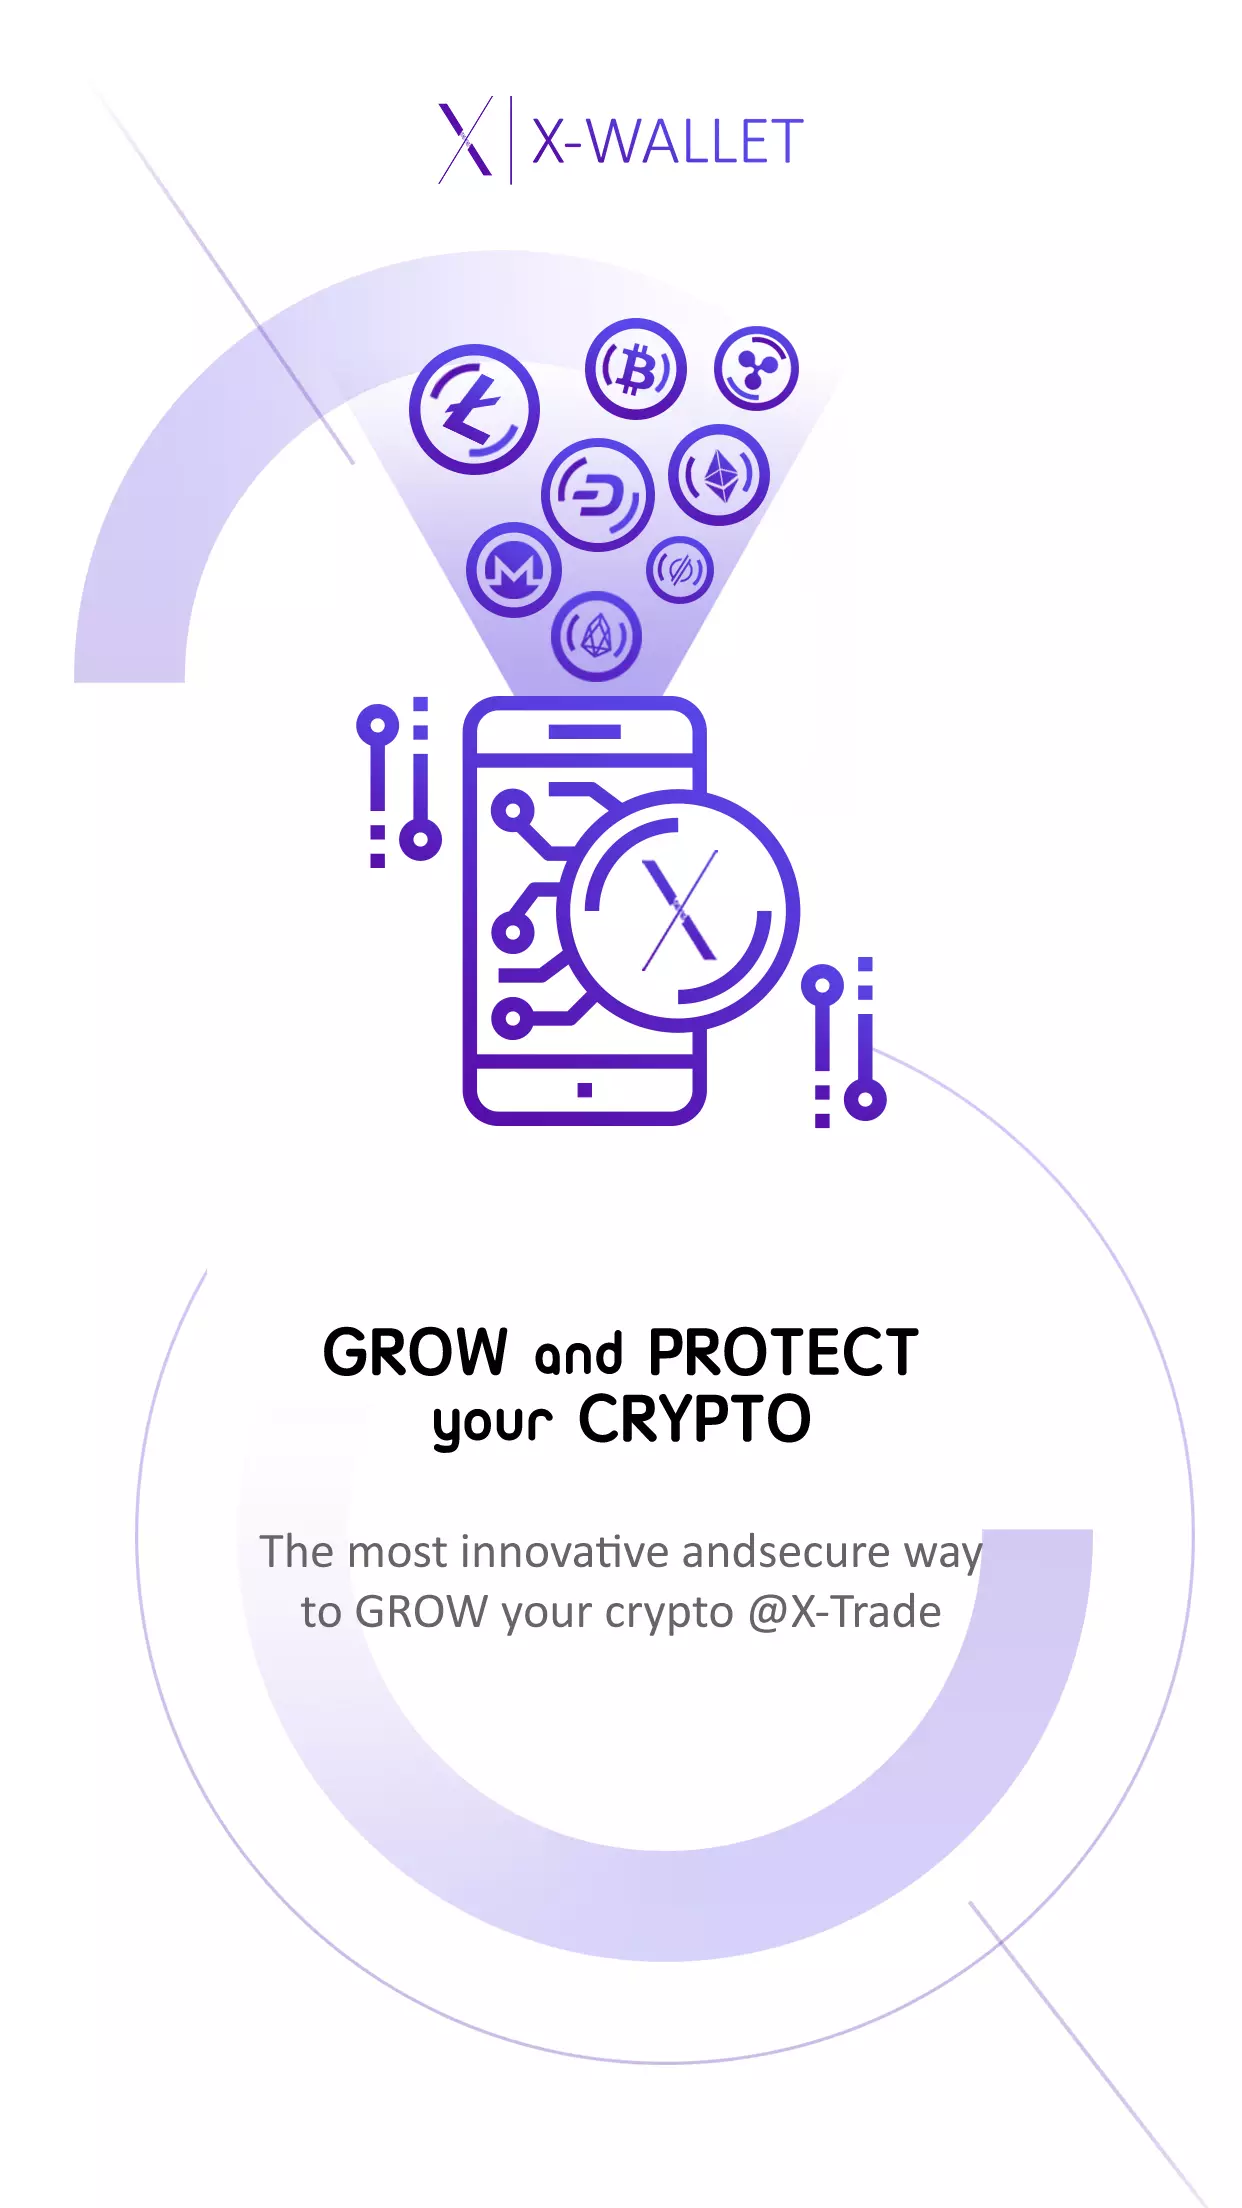 X-WALLET
GROW and PROTECT
your CRYPTO
The most innovative andsecure way
to GROW your crypto @X-Trade